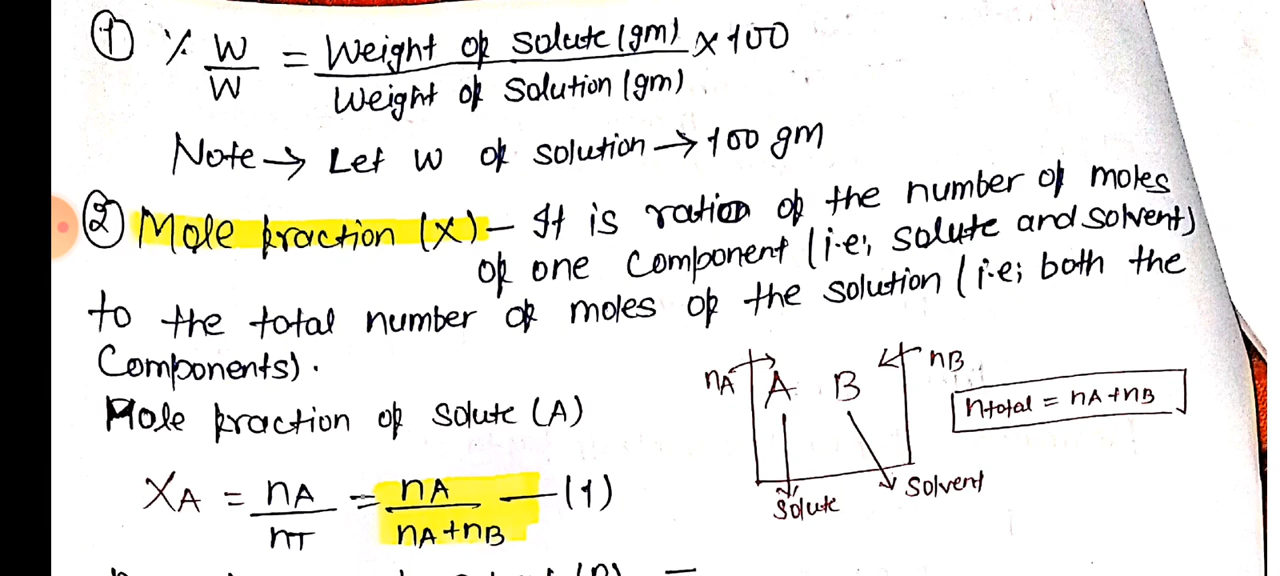 ① % W/W = Weight of solute (gm) / Weight of Solution (gm) × 100
Note → Let W of solution → 100 gm
② Mole fraction (X) – It is ration of the number of moles
of one component (i.e; solute and solvent)
to the total number of moles of the solution (i.e; both the
Components).
Mole fraction of solute (A)
XA = nA / nT = nA / nA+nB — (1)
nA A B nB
ntotal = nA+nB
Solute
Solvent